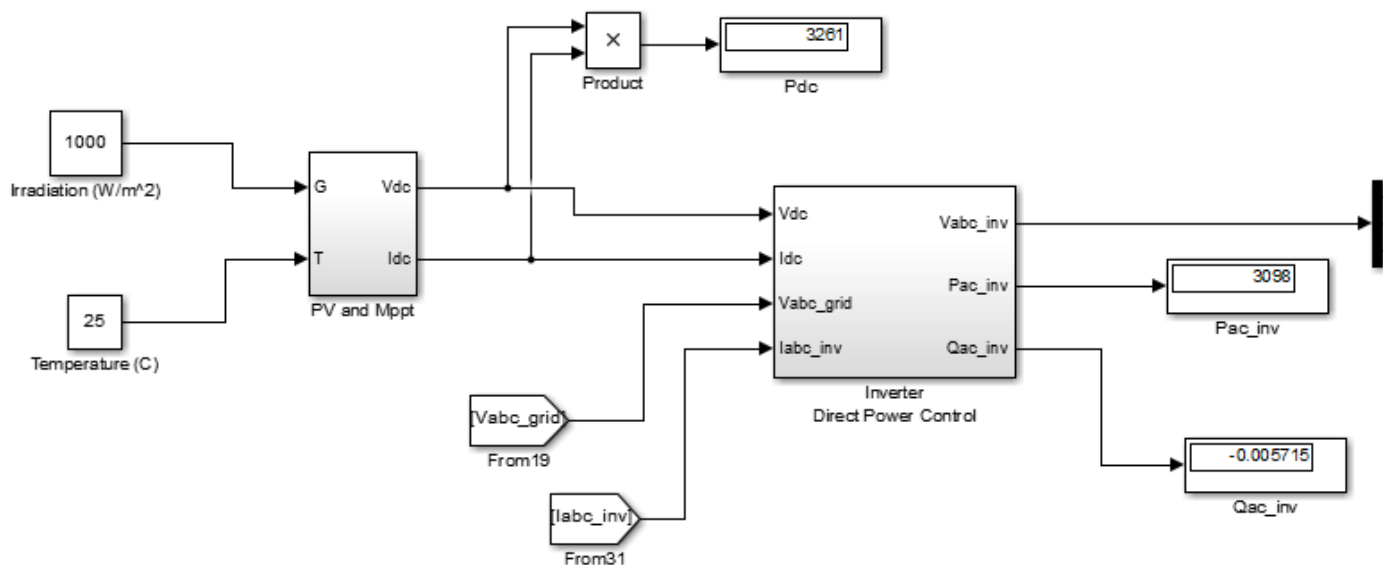 3261
×
Product
Pdc
1000
Irradiation (W/m^2)
G
Vdc
T
Idc
PV and Mppt
25
Temperature (C)
Vdc
Vabc_inv
Idc
Vabc_grid
Pac_inv
Iabc_inv
Qac_inv
Inverter
Direct Power Control
3098
Pac_inv
[Vabc_grid]
From19
-0.005715
Qac_inv
[Iabc_inv]
From31